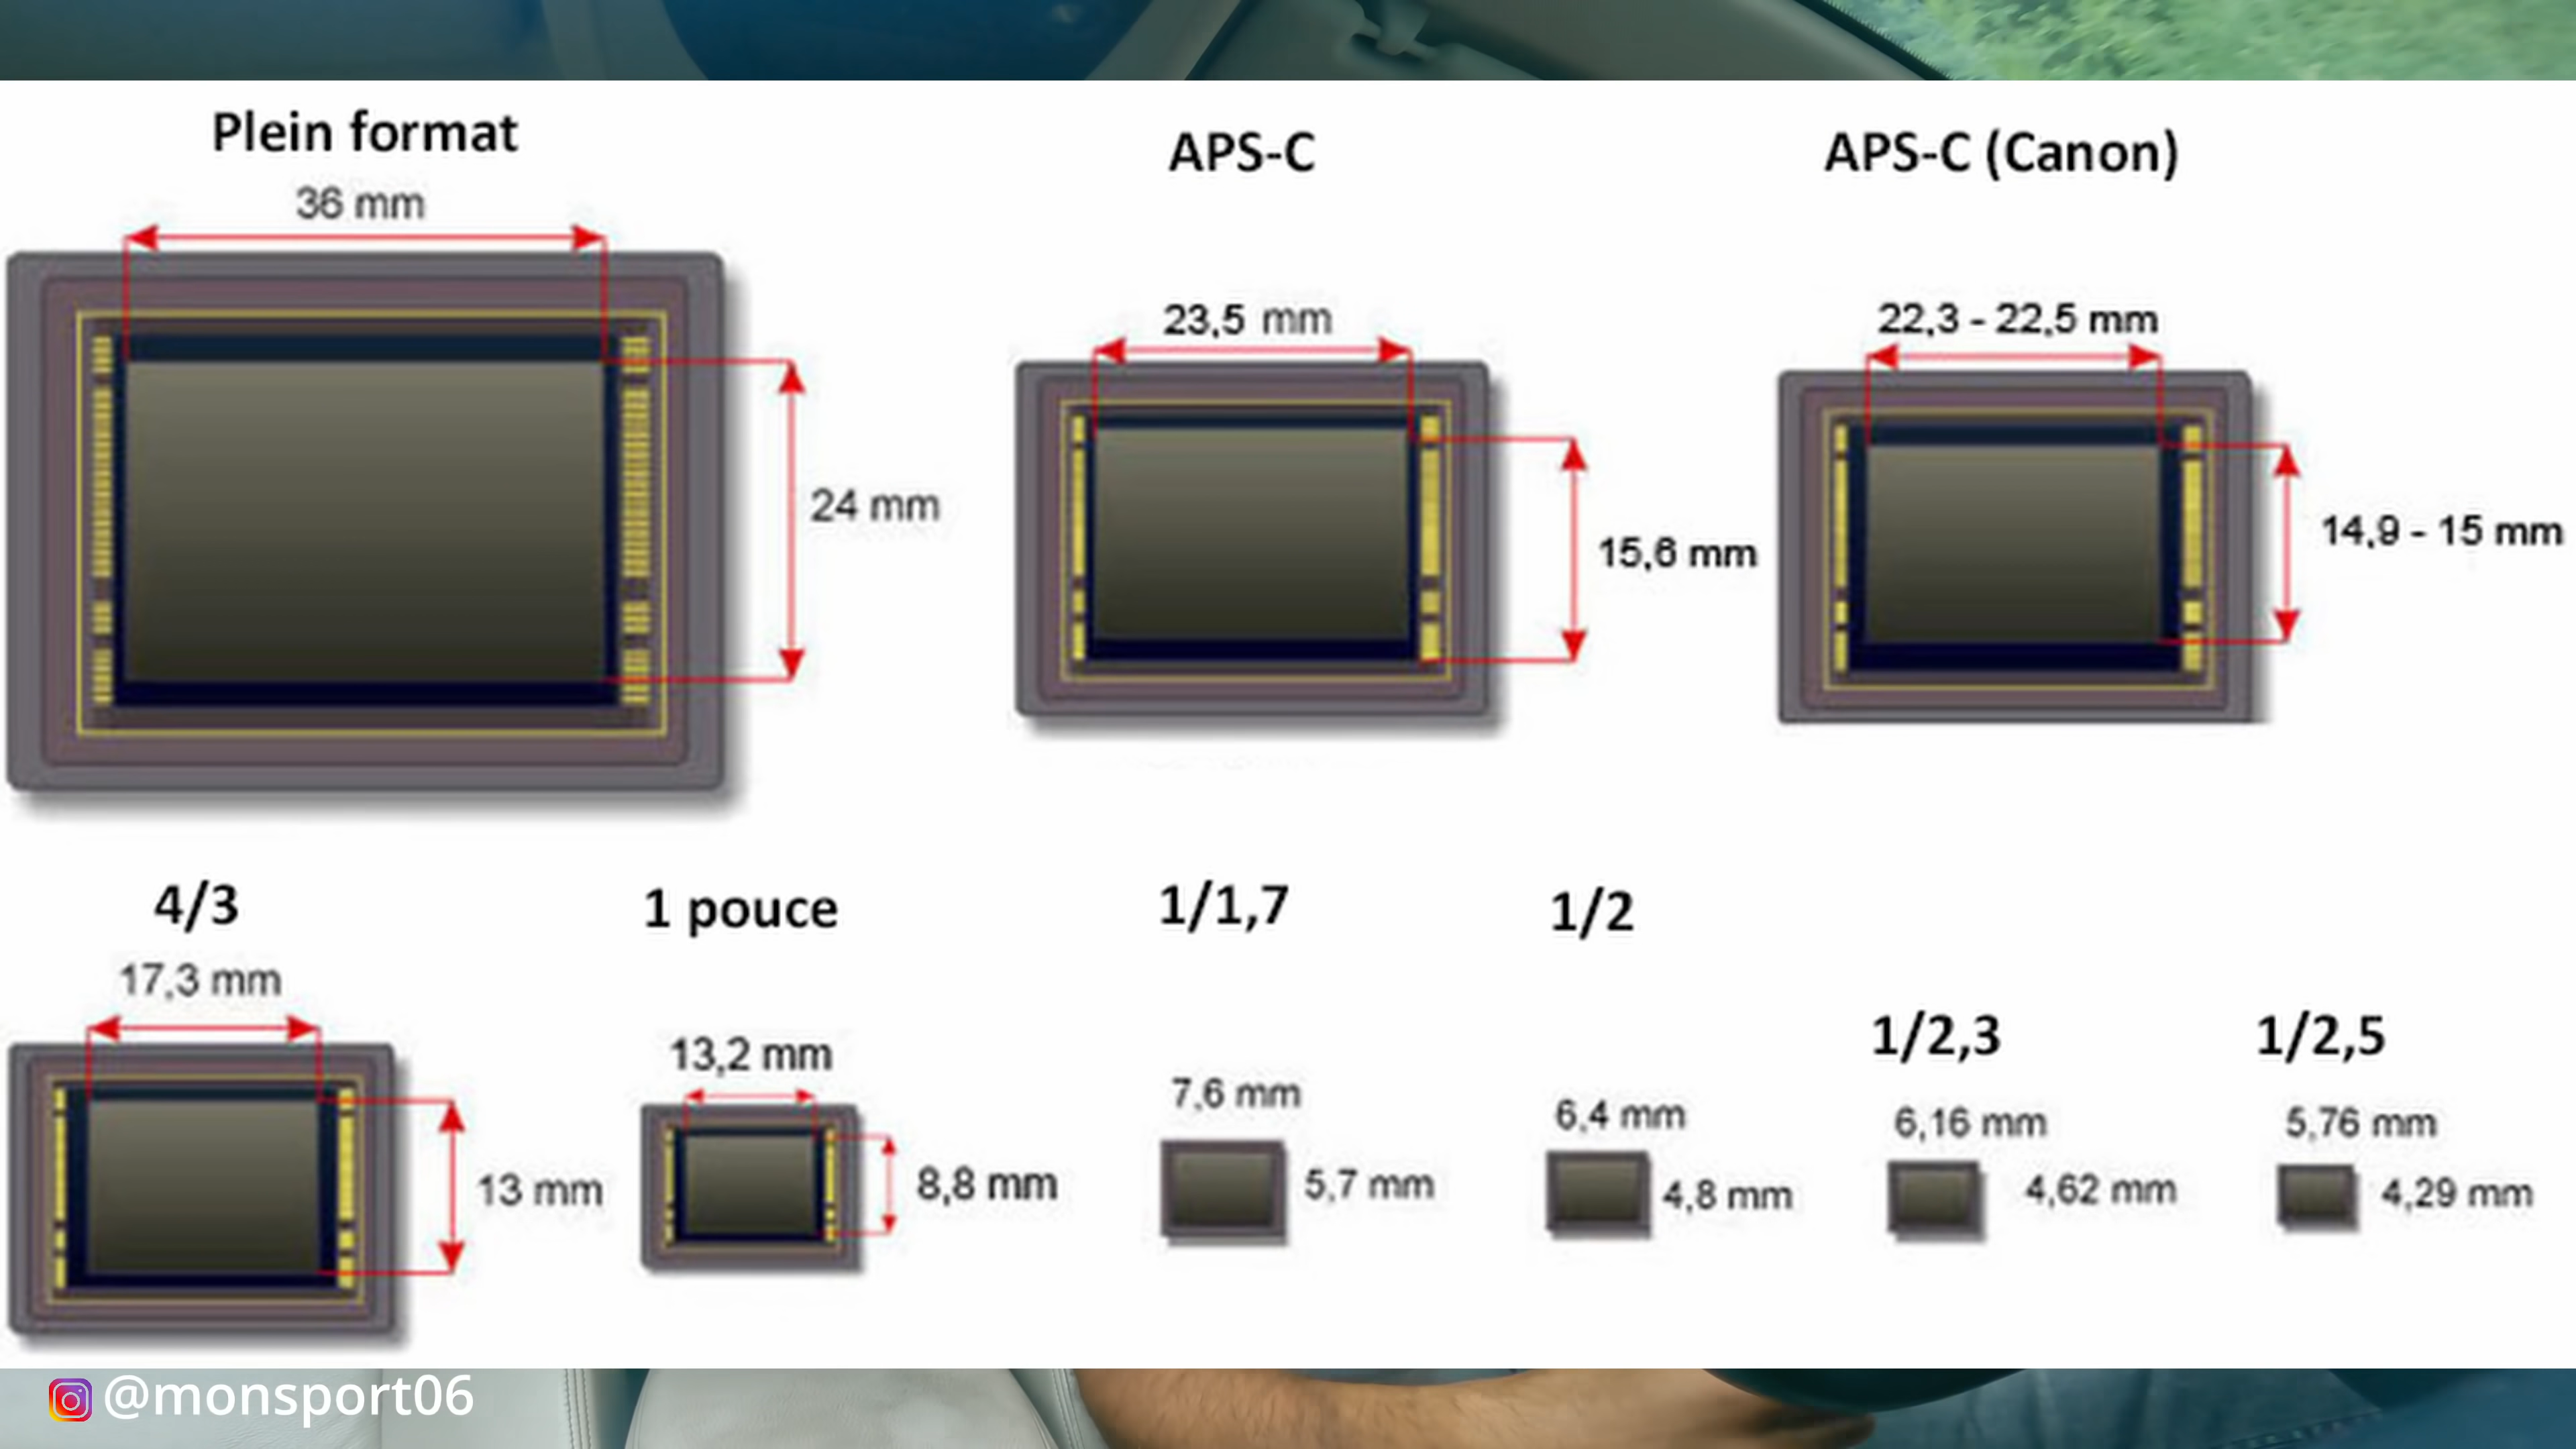 Plein format
36 mm
24 mm
APS-C
23,5 mm
15,6 mm
APS-C (Canon)
22,3 - 22,5 mm
14,9 - 15 mm
4/3
17,3 mm
13 mm
1 pouce
13,2 mm
8,8 mm
1/1,7
7,6 mm
5,7 mm
1/2
6,4 mm
4,8 mm
1/2,3
6,16 mm
4,62 mm
1/2,5
5,76 mm
4,29 mm
@monsport06